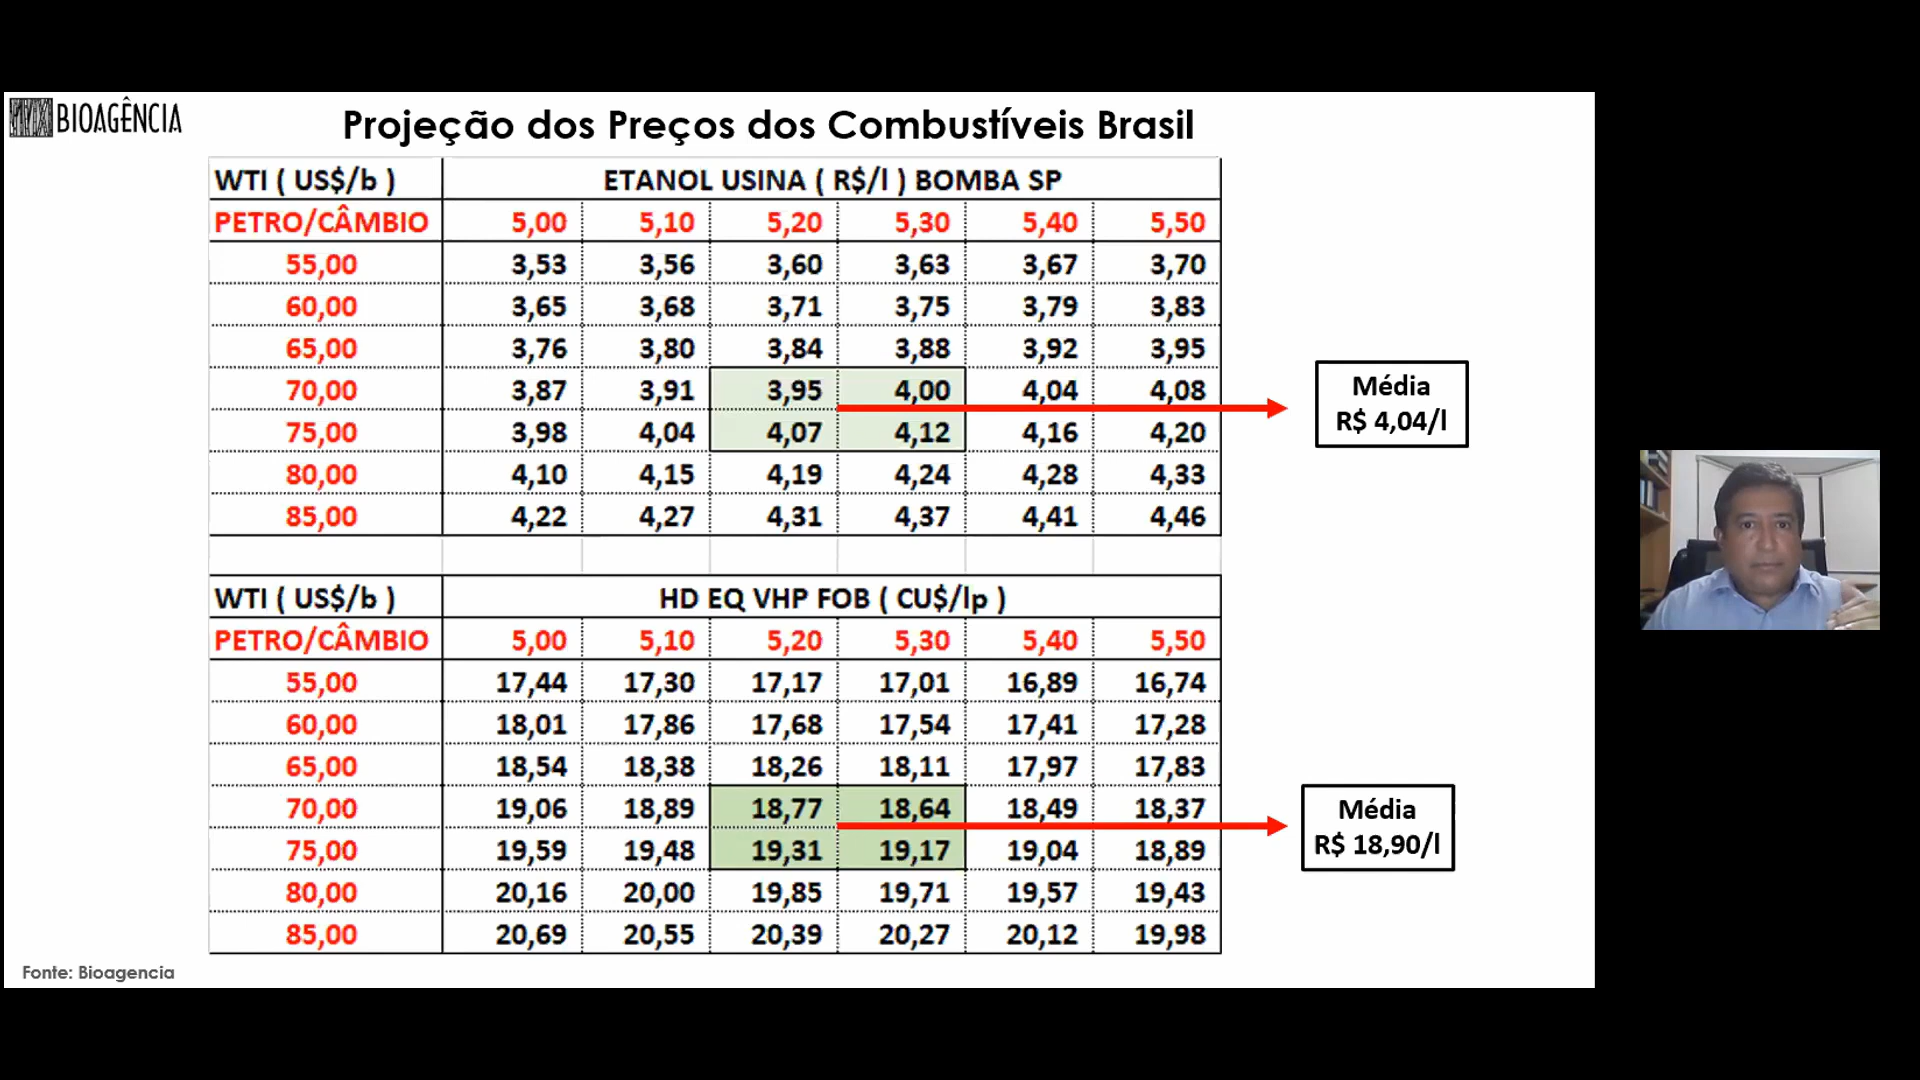 BIOAGÊNCIA
Projeção dos Preços dos Combustíveis Brasil
WTI ( US$/b ) ETANOL USINA ( R$/l ) BOMBA SP
PETRO/CÂMBIO 5,00 5,10 5,20 5,30 5,40 5,50
55,00 3,53 3,56 3,60 3,63 3,67 3,70
60,00 3,65 3,68 3,71 3,75 3,79 3,83
65,00 3,76 3,80 3,84 3,88 3,92 3,95
70,00 3,87 3,91 3,95 4,00 4,04 4,08
75,00 3,98 4,04 4,07 4,12 4,16 4,20
80,00 4,10 4,15 4,19 4,24 4,28 4,33
85,00 4,22 4,27 4,31 4,37 4,41 4,46
Média
R$ 4,04/l
WTI ( US$/b ) HD EQ VHP FOB ( CU$/lp )
PETRO/CÂMBIO 5,00 5,10 5,20 5,30 5,40 5,50
55,00 17,44 17,30 17,17 17,01 16,89 16,74
60,00 18,01 17,86 17,68 17,54 17,41 17,28
65,00 18,54 18,38 18,26 18,11 17,97 17,83
70,00 19,06 18,89 18,77 18,64 18,49 18,37
75,00 19,59 19,48 19,31 19,17 19,04 18,89
80,00 20,16 20,00 19,85 19,71 19,57 19,43
85,00 20,69 20,55 20,39 20,27 20,12 19,98
Média
R$ 18,90/l
Fonte: Bioagencia